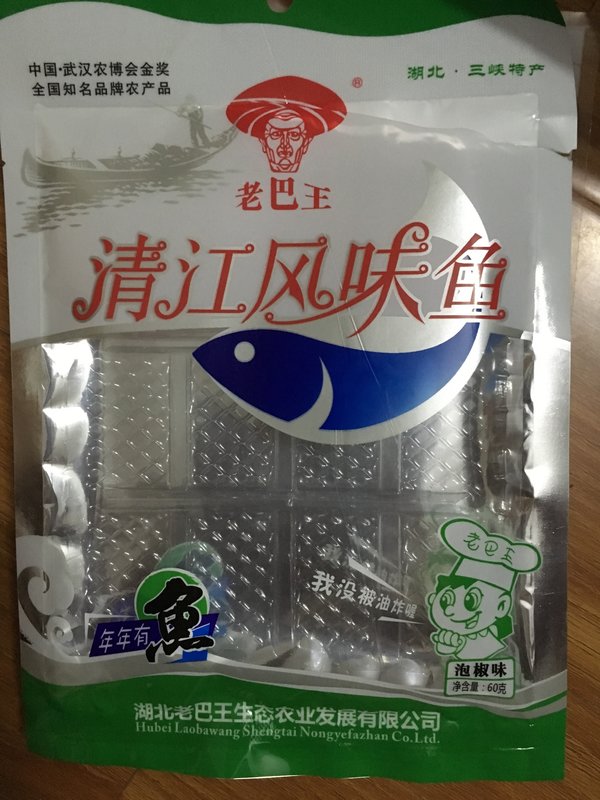 中国·武汉农博会金奖
全国知名品牌农产品
湖北·三峡特产
®
老巴王
清江风味鱼
老巴王
我没被油炸喔
年年有魚
泡椒味
净含量:60克
湖北老巴王生态农业发展有限公司
Hubei Laobawang Shengtai Nongyefazhan Co.Ltd.